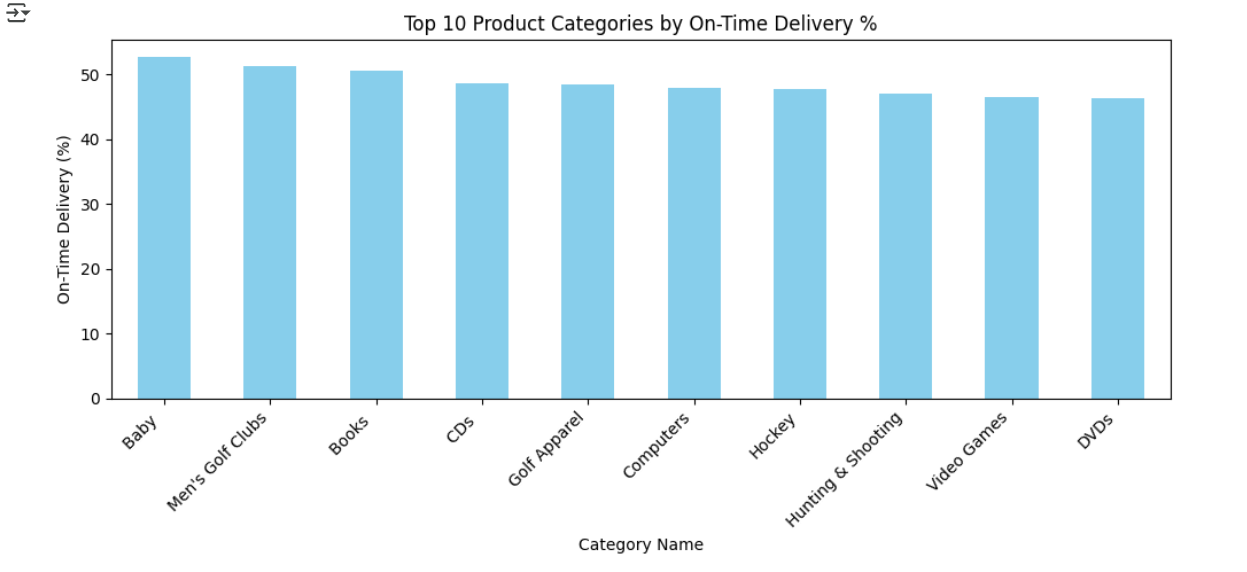 Top 10 Product Categories by On-Time Delivery %
On-Time Delivery (%)
50
40
30
20
10
0
Baby
Men's Golf Clubs
Books
CDs
Golf Apparel
Computers
Hockey
Hunting & Shooting
Video Games
DVDs
Category Name